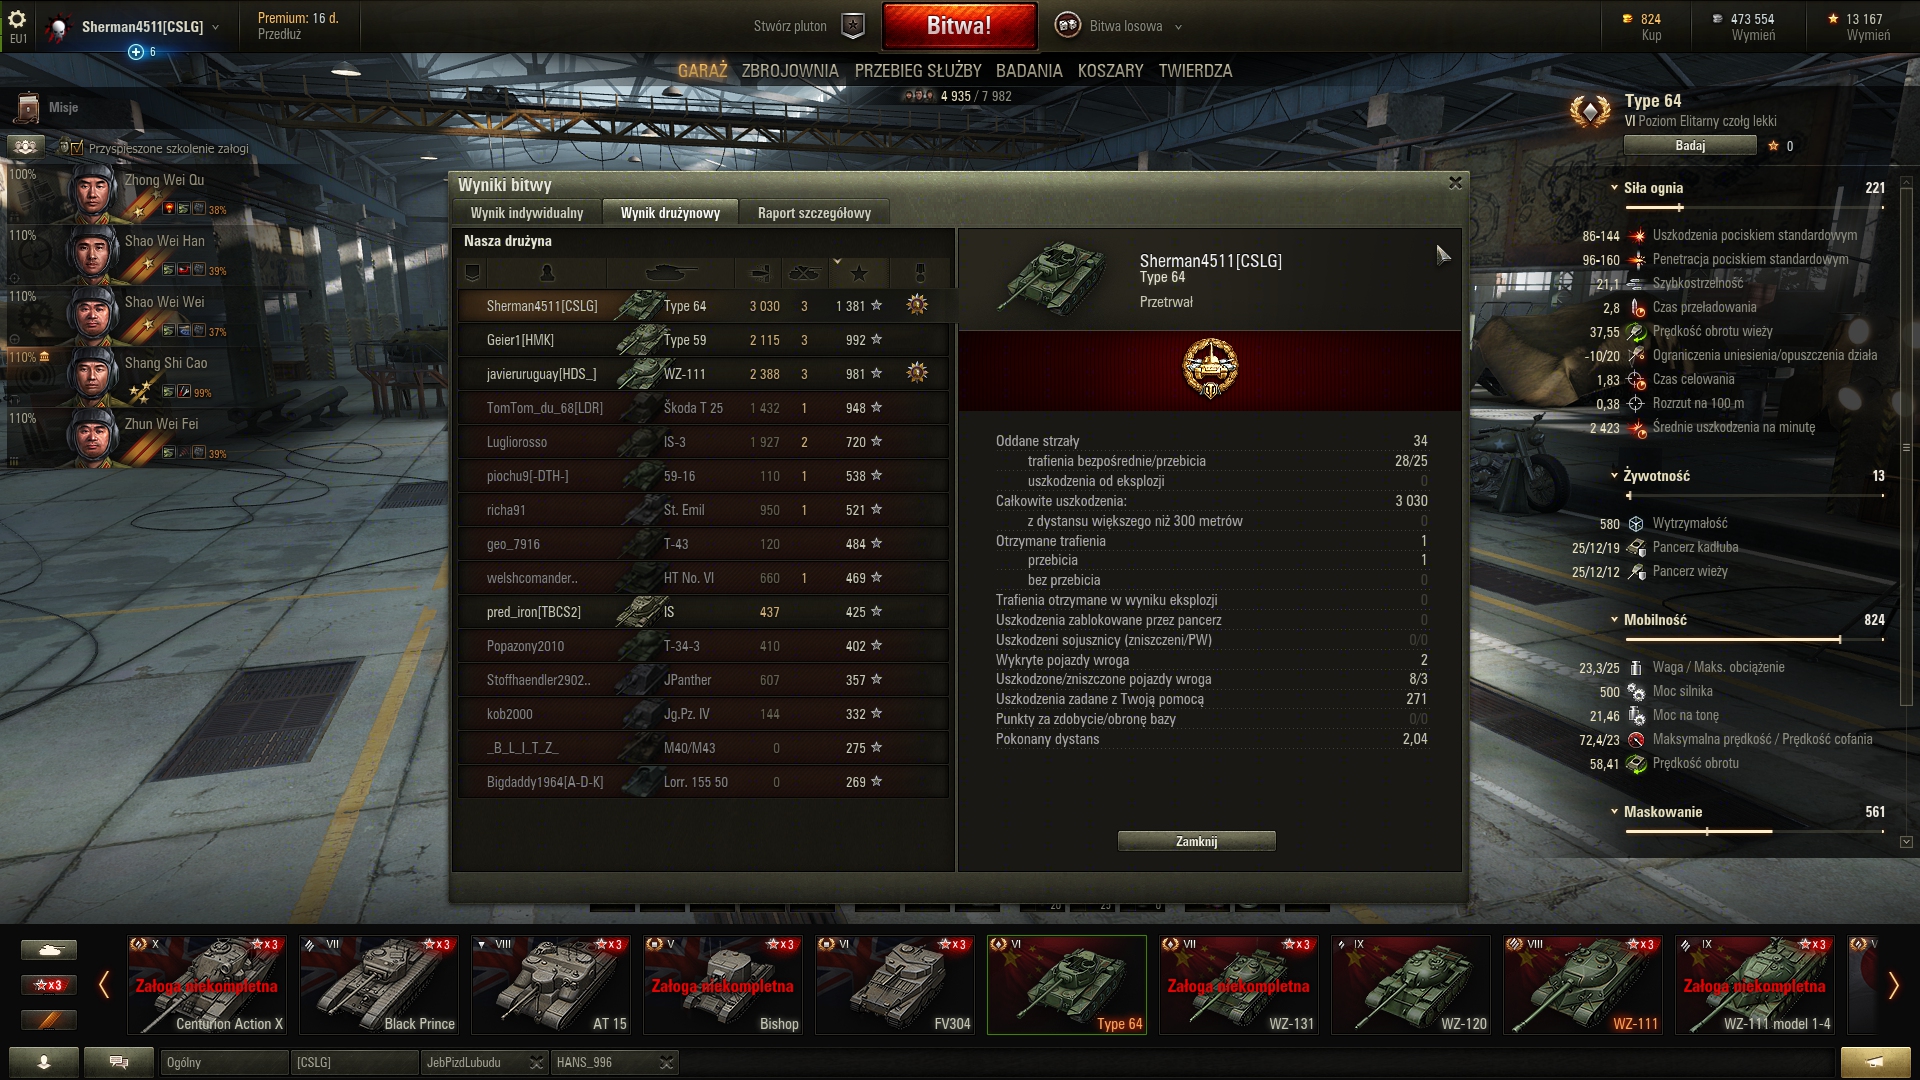 EU1
Sherman4511[CSLG]
6
Premium: 16 d.
Przedłuż
Stwórz pluton
Bitwa!
Bitwa losowa
824
Kup
473 554
Wymień
13 167
Wymień
GARAŻ ZBROJOWNIA PRZEBIEG SŁUŻBY BADANIA KOSZARY TWIERDZA
4 935 / 7 982
Misje
Przyspieszone szkolenie załogi
100% Zhong Wei Qu
38%
110% Shao Wei Han
39%
110% Shao Wei Wei
37%
110% Shang Shi Cao
99%
110% Zhun Wei Fei
39%
Wyniki bitwy
Wynik indywidualny Wynik drużynowy Raport szczegółowy
Nasza drużyna
Sherman4511[CSLG] Type 64 3 030 3 1 381
Geier1[HMK] Type 59 2 115 3 992
javieruruguay[HDS_] WZ-111 2 388 3 981
TomTom_du_68[LDR] Škoda T 25 1 432 1 948
Lugliorosso IS-3 1 927 2 720
piochu9[-DTH-] 59-16 110 1 538
richa91 St. Emil 950 1 521
geo_7916 T-43 120 484
welshcomander.. HT No. VI 660 1 469
pred_iron[TBCS2] IS 437 425
Popazony2010 T-34-3 410 402
Stoffhaendler2902.. JPanther 607 357
kob2000 Jg.Pz. IV 144 332
_B_L_I_T_Z_ M40/M43 0 275
Bigdaddy1964[A-D-K] Lorr. 155 50 0 269
Sherman4511[CSLG]
Type 64
Przetrwał
Oddane strzały 34
trafienia bezpośrednie/przebicia 28/25
uszkodzenia od eksplozji 0
Całkowite uszkodzenia: 3 030
z dystansu większego niż 300 metrów 0
Otrzymane trafienia 1
przebicia 1
bez przebicia 0
Trafienia otrzymane w wyniku eksplozji 0
Uszkodzenia zablokowane przez pancerz 0
Uszkodzeni sojusznicy (zniszczeni/PW) 0/0
Wykryte pojazdy wroga 2
Uszkodzone/zniszczone pojazdy wroga 8/3
Uszkodzenia zadane z Twoją pomocą 271
Punkty za zdobycie/obronę bazy 0/0
Pokonany dystans 2,04
Zamknij
Type 64
VI Poziom Elitarny czołg lekki
Badaj 0
Siła ognia 221
86-144 Uszkodzenia pociskiem standardowym
96-160 Penetracja pociskiem standardowym
21,1 Szybkostrzelność
2,8 Czas przeładowania
37,55 Prędkość obrotu wieży
-10/20 Ograniczenia uniesienia/opuszczenia działa
1,83 Czas celowania
0,38 Rozrzut na 100 m
2 423 Średnie uszkodzenia na minutę
Żywotność 13
580 Wytrzymałość
25/12/19 Pancerz kadłuba
25/12/12 Pancerz wieży
Mobilność 824
23,3/25 Waga / Maks. obciążenie
500 Moc silnika
21,46 Moc na tonę
72,4/23 Maksymalna prędkość / Prędkość cofania
58,41 Prędkość obrotu
Maskowanie 561
20 25 0
x3
X x3 Załoga niekompletna Centurion Action X
VII x3 Black Prince
VIII x3 AT 15
V x3 Załoga niekompletna Bishop
VI x3 FV304
VI Type 64
VII x3 Załoga niekompletna WZ-131
IX WZ-120
VIII x3 WZ-111
IX x3 Załoga niekompletna WZ-111 model 1-4
V
Ogólny [CSLG] JebPizdLubudu HANS_996